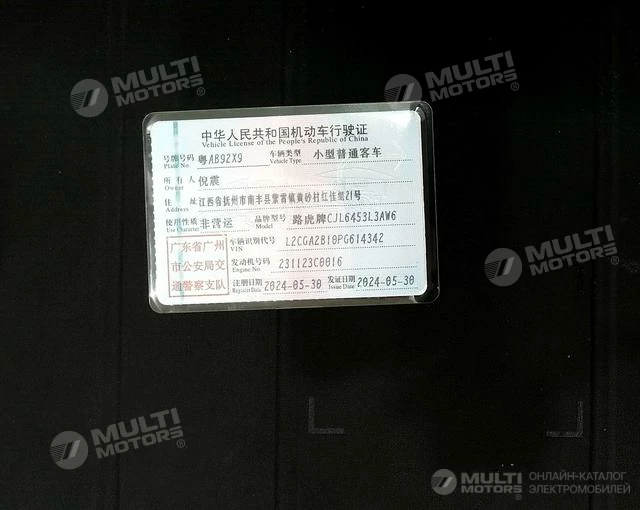 MULTI MOTORS®
MULTI MOTORS®
中华人民共和国机动车行驶证
Vehicle License of the People's Republic of China
号牌号码 粤AB92X9 车辆类型 小型普通客车
Plate No. Vehicle Type
所有人 倪震
Owner
住址 江西省抚州市南丰县紫霄镇黄砂村红佳组21号
Address
使用性质 非营运 品牌型号 路虎牌CJL6453L3AW6
Use Character Model
广东省广州 车辆识别代号 L2CGA2B10PG614342
VIN
市公安局交 发动机号码 231123C0016
Engine No.
通警察支队 注册日期 2024-05-30 发证日期 2024-05-30
Register Date Issue Date
MULTI MOTORS®
MULTI MOTORS®
MULTI MOTORS® ОНЛАЙН-КАТАЛОГ ЭЛЕКТРОМОБИЛЕЙ